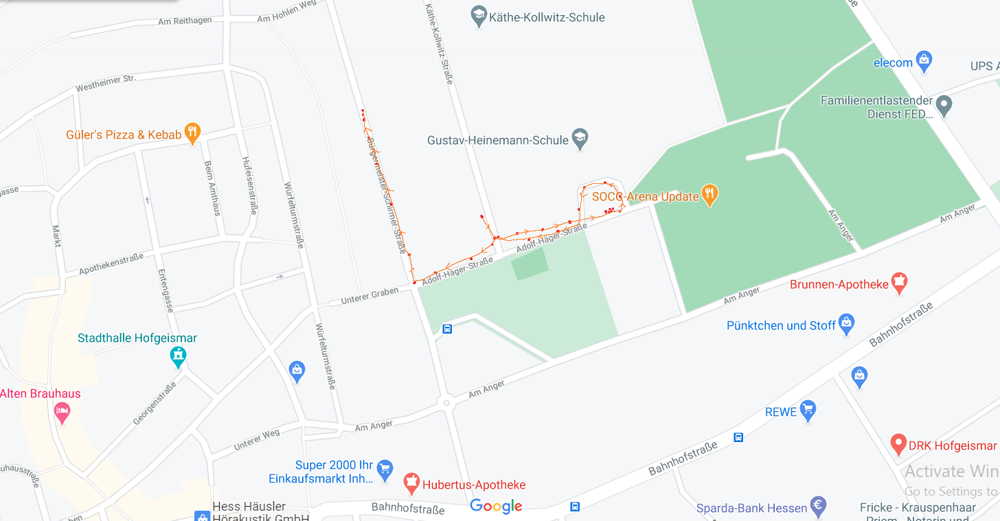 Am Reithagen
Am Hohlen Weg
Käthe-Kollwitz-Straße
Käthe-Kollwitz-Schule
elecom
UPS
Westheimer Str.
Familienentlastender
Dienst FED...
Güler's Pizza & Kebab
Gustav-Heinemann-Schule
Beim Amthaus
Hufeisenstraße
Würfelturmstraße
Bürgermeister-Schirmer-Straße
SOCC-Arena Update
Am Anger
Am Anger
Markt
Adolf-Häger-Straße
Adolf-Häger-Straße
Apothekenstraße
Entengasse
Unterer Graben
Brunnen-Apotheke
Am Anger
Pünktchen und Stoff
Bahnhofstraße
Stadthalle Hofgeismar
Würfelturmstraße
Georgenstraße
Am Anger
Alten Brauhaus
REWE
Am Anger
Unterer Weg
DRK Hofgeismar
Bahnhofstraße
Super 2000 Ihr
Einkaufsmarkt Inh...
Activate Win
Go to Settings to
Hubertus-Apotheke
Hess Häusler
Hörakustik GmbH
Bahnhofstraße
Google
Sparda-Bank Hessen
Fricke - Krauspenhaar
Priem - Notarin und